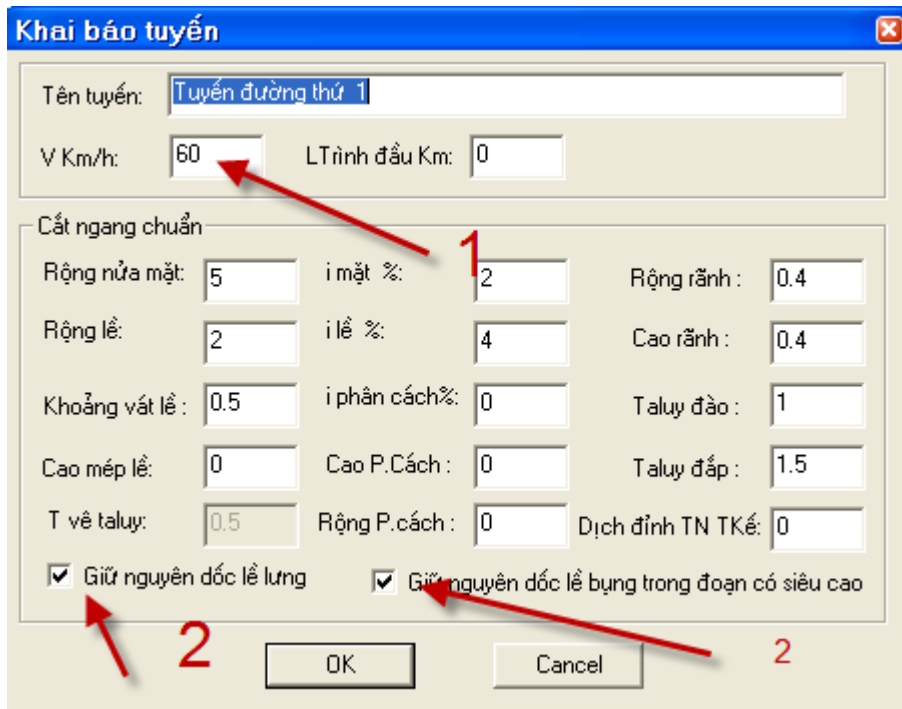 Khai báo tuyến
Tên tuyến: Tuyến đường thứ 1
V Km/h: 60 LTrình đầu Km: 0
1
Cắt ngang chuẩn
Rộng nửa mặt: 5 i mặt %: 2 Rộng rãnh : 0.4
Rộng lề: 2 i lề %: 4 Cao rãnh : 0.4
Khoảng vát lề : 0.5 i phân cách%: 0 Taluy đào : 1
Cao mép lề: 0 Cao P.Cách : 0 Taluy đắp : 1.5
T vê taluy: 0.5 Rộng P.cách : 0 Dịch đỉnh TN TKế: 0
Giữ nguyên dốc lề lưng Giữ nguyên dốc lề bụng trong đoạn có siêu cao
2 2
OK Cancel